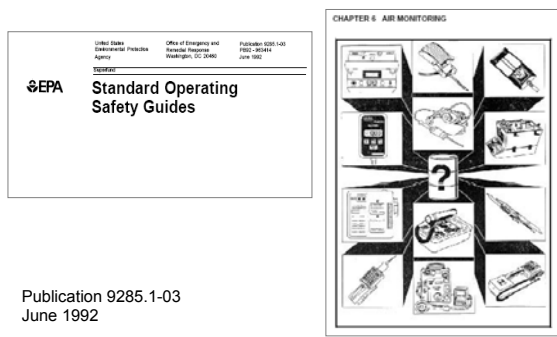 United States
Environmental Protection
Agency
Office of Emergency and
Remedial Response
Washington, DC 20460
Publication 9285.1-03
PB92 - 963414
June 1992
Superfund
EPA
Standard Operating
Safety Guides
Publication 9285.1-03
June 1992
CHAPTER 6 AIR MONITORING
?